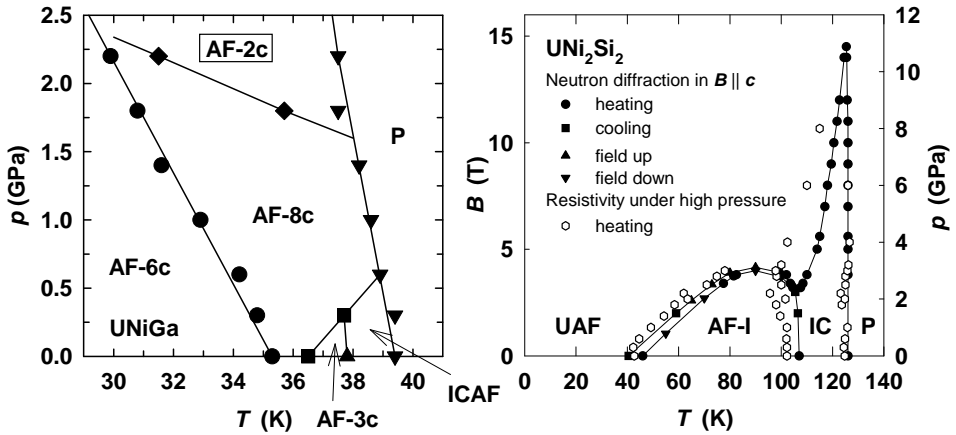 2.5
2.0
1.5
1.0
0.5
0.0
p (GPa)
AF-2c
P
AF-8c
AF-6c
UNiGa
30 32 34 36 38 40
T (K)
AF-3c
ICAF
15
10
5
0
B (T)
UNi₂Si₂
Neutron diffraction in B || c
heating
cooling
field up
field down
Resistivity under high pressure
heating
UAF AF-I IC P
0 20 40 60 80 100 120 140
T (K)
12
10
8
6
4
2
0
p (GPa)